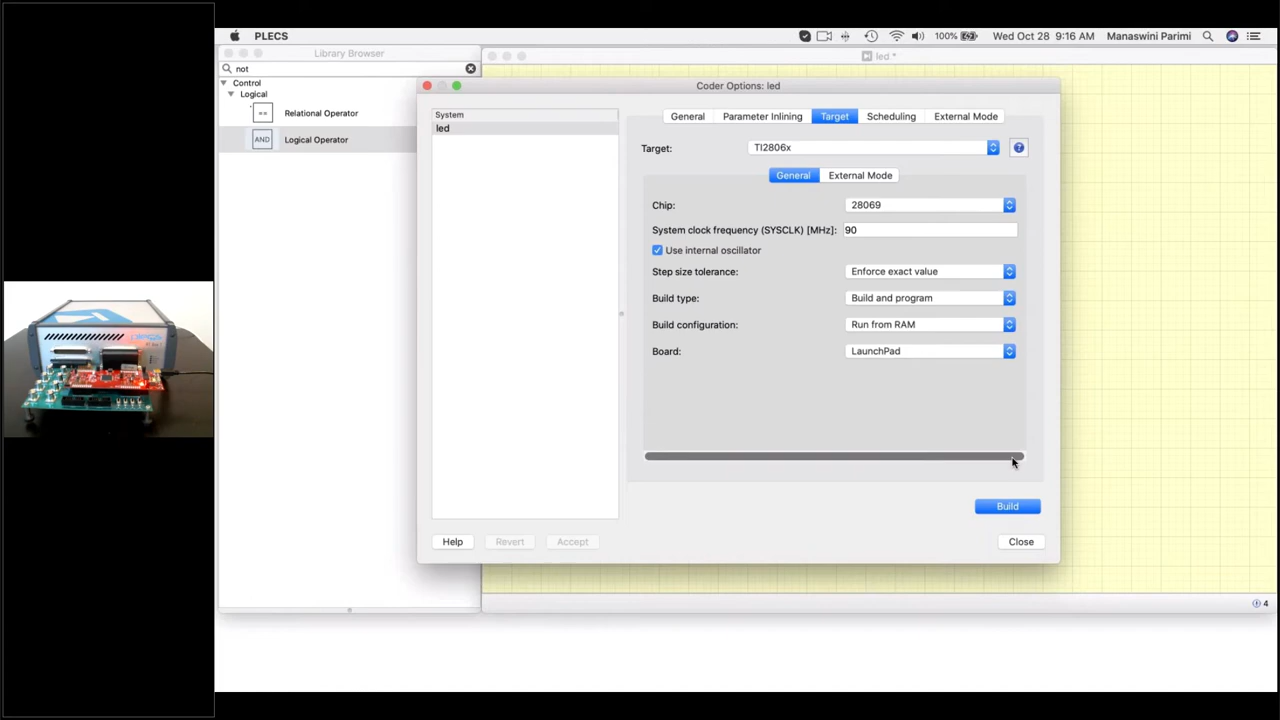 PLECS
100%
Wed Oct 28 9:16 AM
Manaswini Parimi
Library Browser
led *
not
Control
Logical
== Relational Operator
AND Logical Operator
Coder Options: led
System
led
General
Parameter Inlining
Target
Scheduling
External Mode
Target: TI2806x
?
General
External Mode
Chip: 28069
System clock frequency (SYSCLK) [MHz]: 90
Use internal oscillator
Step size tolerance: Enforce exact value
Build type: Build and program
Build configuration: Run from RAM
Board: LaunchPad
Build
Help
Revert
Accept
Close
4